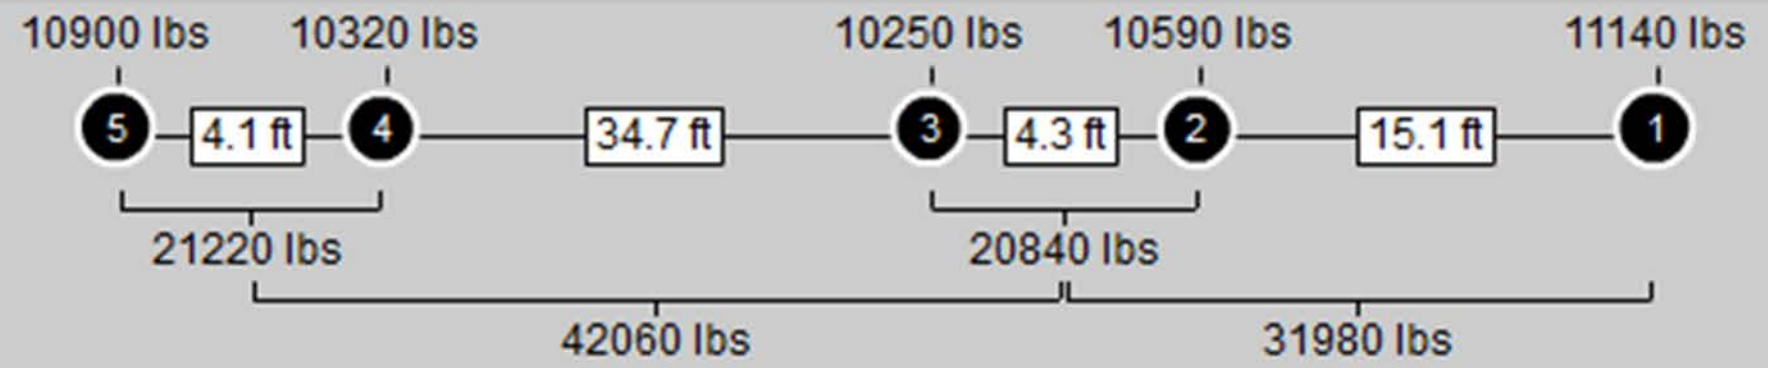 10900 lbs 10320 lbs 10250 lbs 10590 lbs 11140 lbs
5 4.1 ft 4 34.7 ft 3 4.3 ft 2 15.1 ft 1
21220 lbs 20840 lbs
42060 lbs 31980 lbs